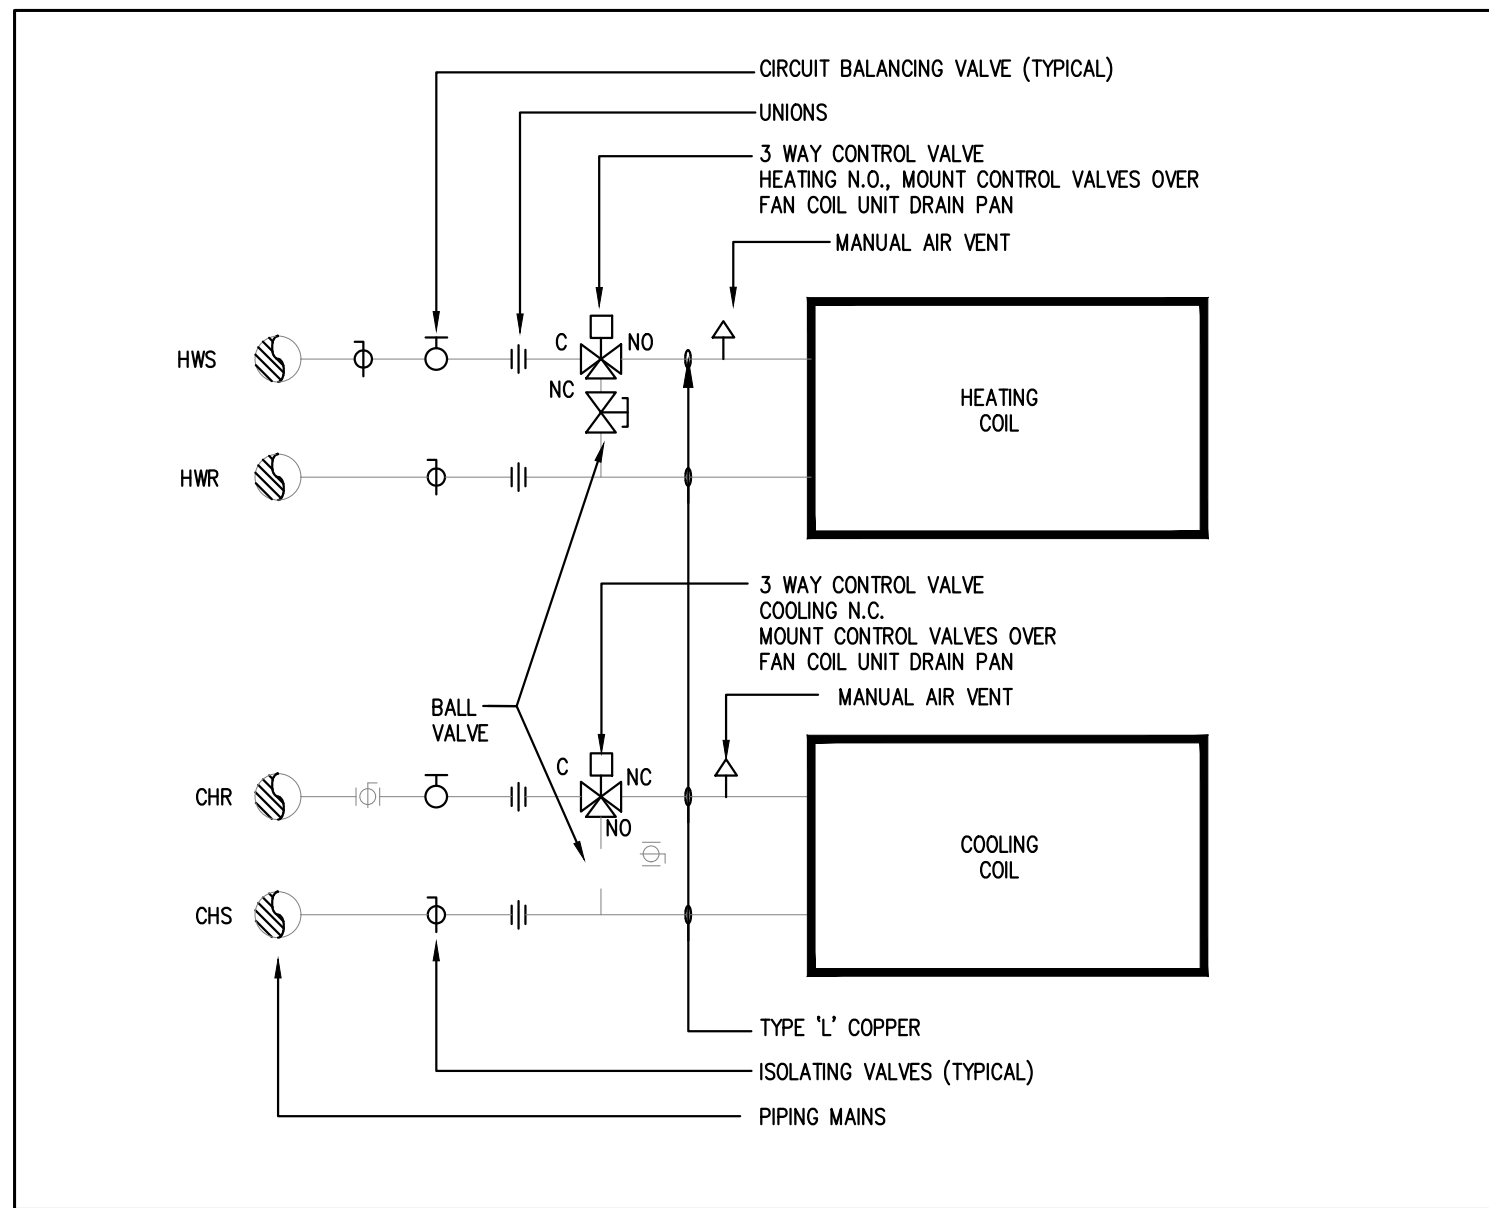 CIRCUIT BALANCING VALVE (TYPICAL)
UNIONS
3 WAY CONTROL VALVE
HEATING N.O., MOUNT CONTROL VALVES OVER
FAN COIL UNIT DRAIN PAN
MANUAL AIR VENT
C
NO
HWS
NC
HEATING
COIL
HWR
3 WAY CONTROL VALVE
COOLING N.C.
MOUNT CONTROL VALVES OVER
FAN COIL UNIT DRAIN PAN
MANUAL AIR VENT
BALL
VALVE
C
NC
CHR
NO
COOLING
COIL
CHS
TYPE 'L' COPPER
ISOLATING VALVES (TYPICAL)
PIPING MAINS